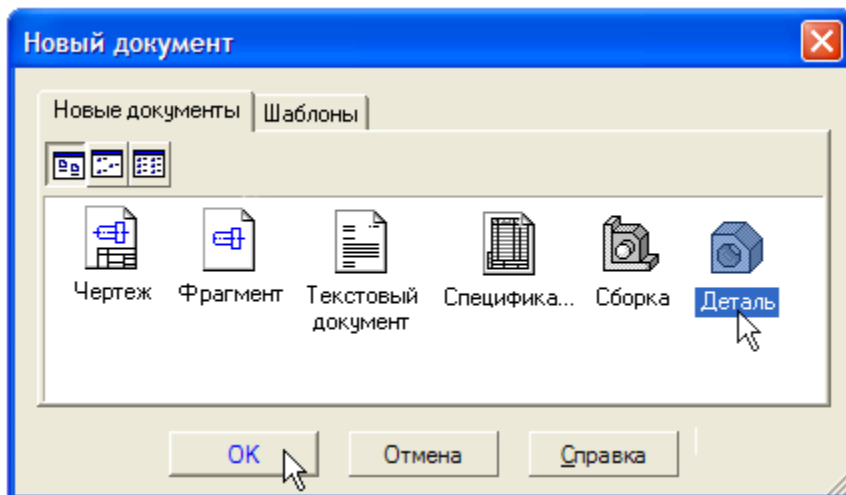 Новый документ
Новые документы
Шаблоны
Чертеж
Фрагмент
Текстовый
документ
Специфика...
Сборка
Деталь
OK
Отмена
Справка